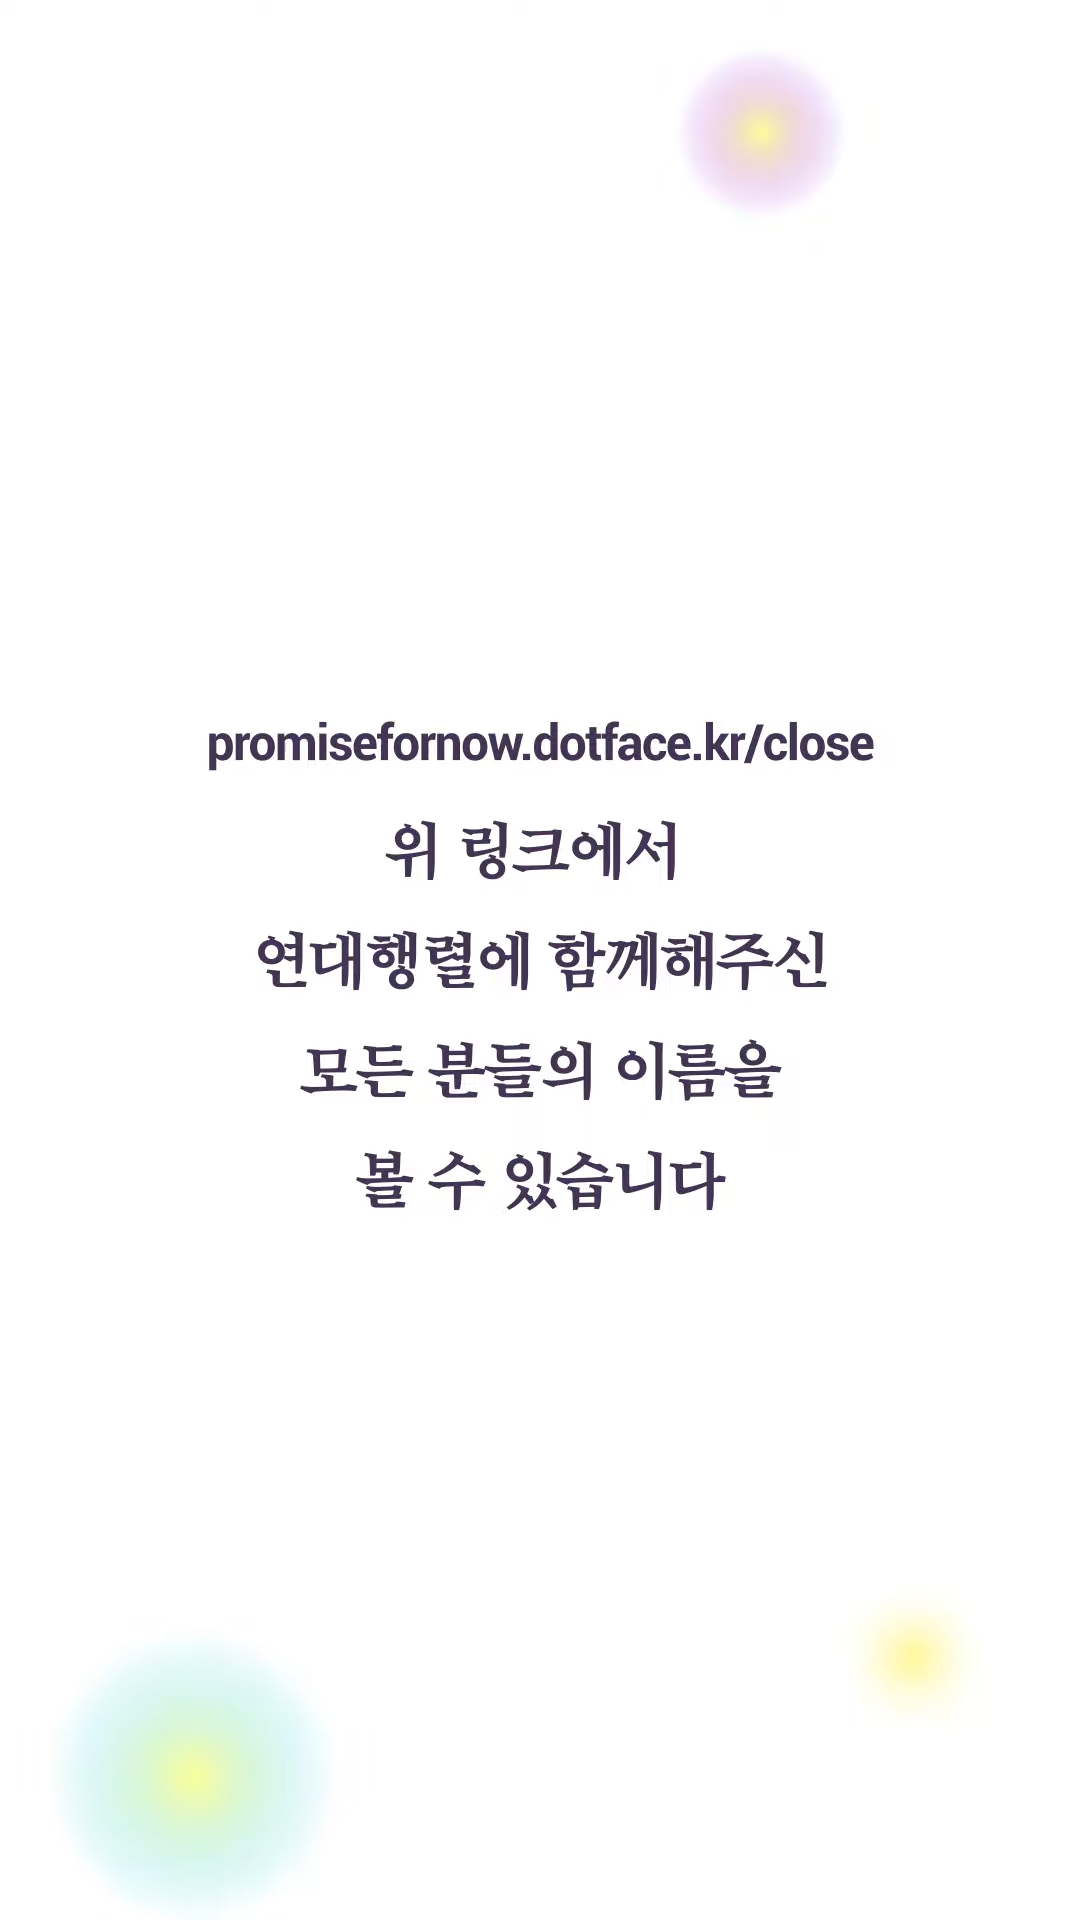 promisefornow.dotface.kr/close
위 링크에서
연대행렬에 함께해주신
모든 분들의 이름을
볼 수 있습니다